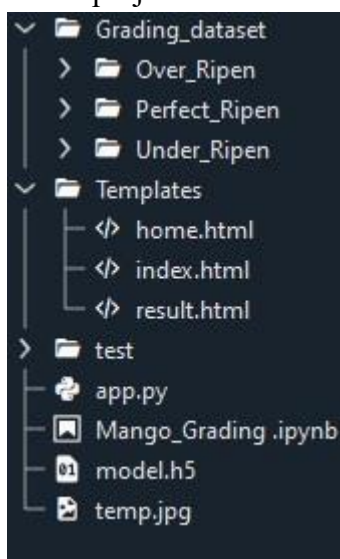 Grading_dataset
Over_Ripen
Perfect_Ripen
Under_Ripen
Templates
</> home.html
</> index.html
</> result.html
test
app.py
Mango_Grading .ipynb
01 model.h5
temp.jpg